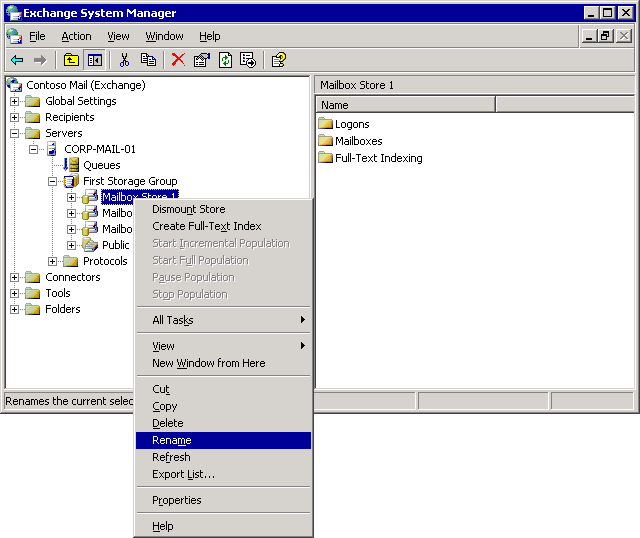 Exchange System Manager
File Action View Window Help
Contoso Mail (Exchange)
Global Settings
Recipients
Servers
CORP-MAIL-01
Queues
First Storage Group
Mailbox Store 1
Mailbo
Mailbo
Public
Protocols
Connectors
Tools
Folders
Mailbox Store 1
Name
Logons
Mailboxes
Full-Text Indexing
Dismount Store
Create Full-Text Index
Start Incremental Population
Start Full Population
Pause Population
Stop Population
All Tasks
View
New Window from Here
Cut
Copy
Delete
Rename
Refresh
Export List...
Properties
Help
Renames the current selec